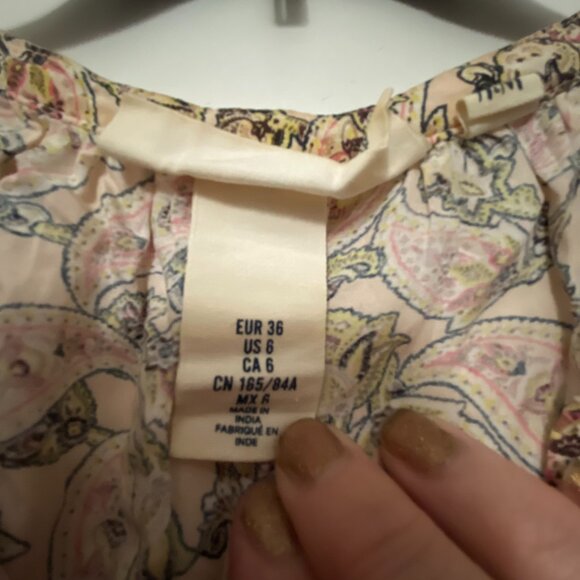 EUR 36
US 6
CA 6
CN 165/84A
MX 6
MADE IN
INDIA
FABRIQUÉ EN
INDE